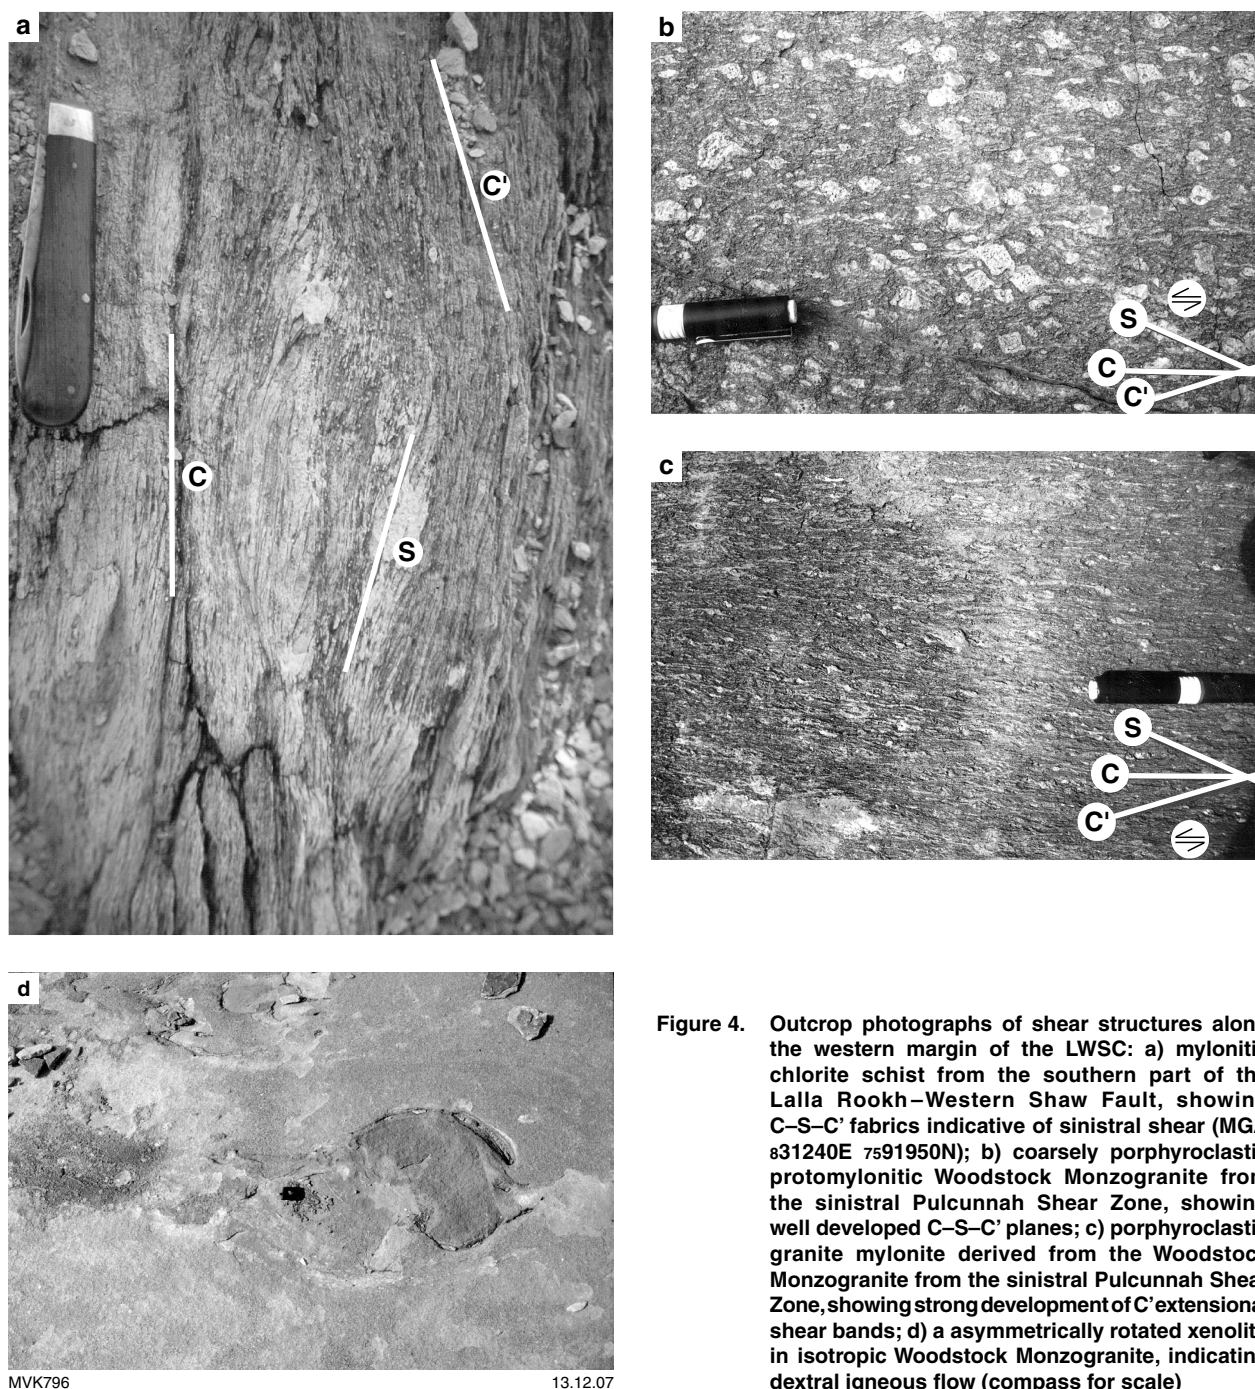 a
C'
C
S
b
S
C
C'
c
S
C
C'
d
Figure 4. Outcrop photographs of shear structures alon
the western margin of the LWSC: a) myloniti
chlorite schist from the southern part of th
Lalla Rookh–Western Shaw Fault, showin
C–S–C' fabrics indicative of sinistral shear (MGA
831240E 7591950N); b) coarsely porphyroclasti
protomylonitic Woodstock Monzogranite from
the sinistral Pulcunnah Shear Zone, showin
well developed C–S–C' planes; c) porphyroclasti
granite mylonite derived from the Woodstoc
Monzogranite from the sinistral Pulcunnah Shea
Zone, showing strong development of C' extensiona
shear bands; d) a asymmetrically rotated xenolit
in isotropic Woodstock Monzogranite, indicatin
dextral igneous flow (compass for scale)
MVK796 13.12.07